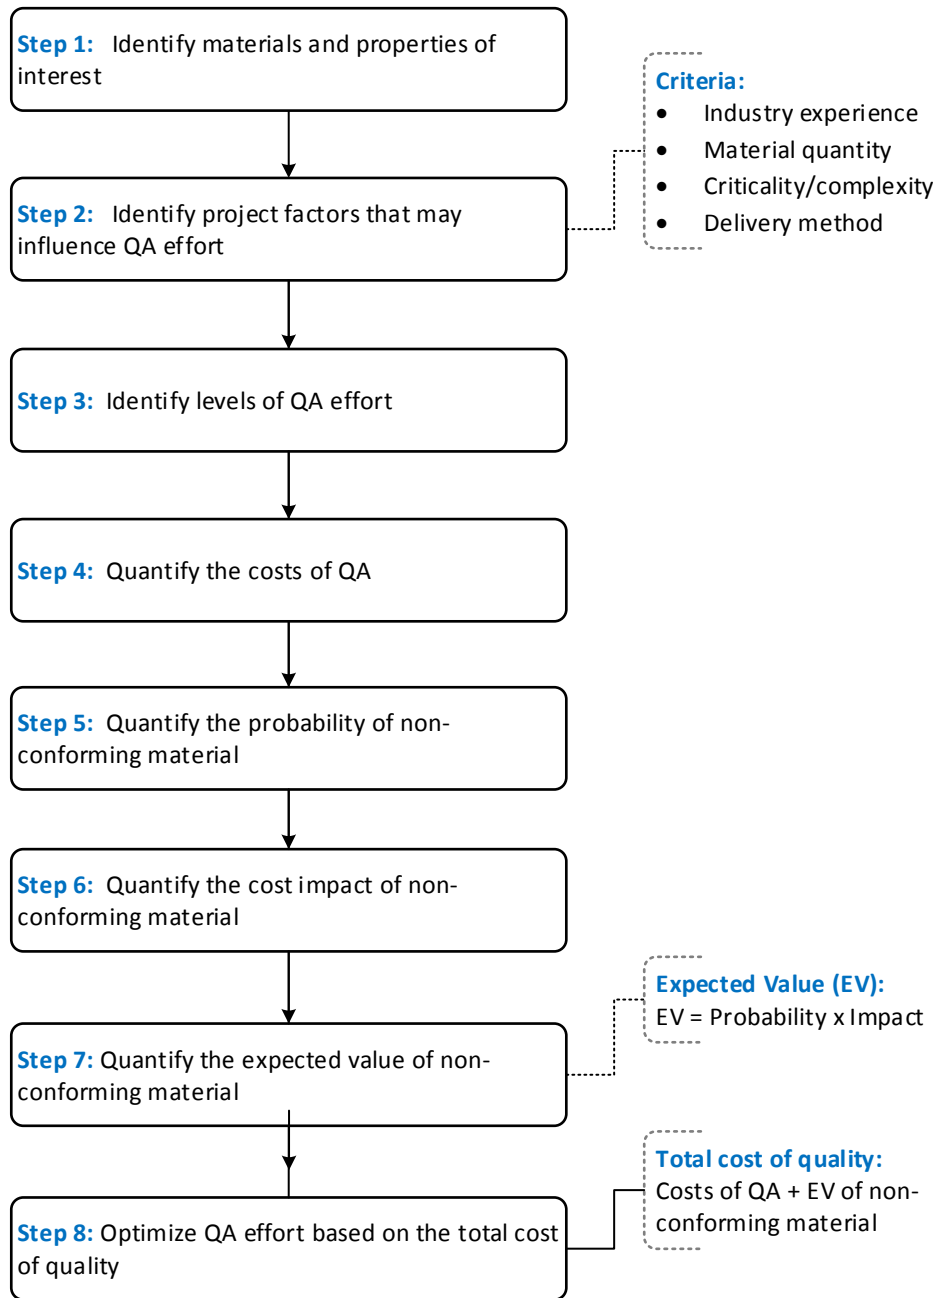 Step 1: Identify materials and properties of
interest
Criteria:
• Industry experience
• Material quantity
• Criticality/complexity
• Delivery method
Step 2: Identify project factors that may
influence QA effort
Step 3: Identify levels of QA effort
Step 4: Quantify the costs of QA
Step 5: Quantify the probability of non-
conforming material
Step 6: Quantify the cost impact of non-
conforming material
Expected Value (EV):
EV = Probability x Impact
Step 7: Quantify the expected value of non-
conforming material
Total cost of quality:
Costs of QA + EV of non-
conforming material
Step 8: Optimize QA effort based on the total cost
of quality